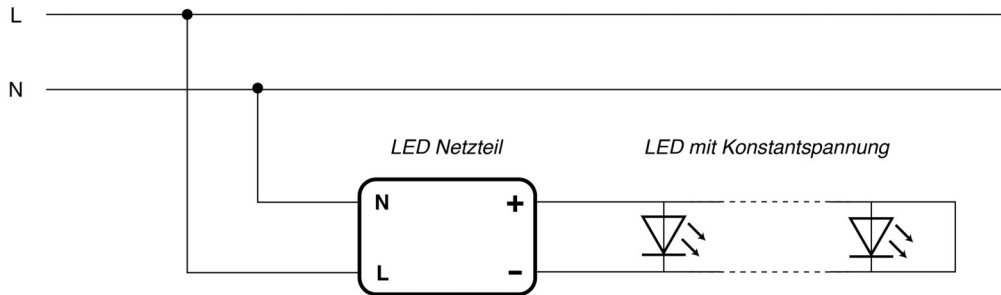 L
N
LED Netzteil
LED mit Konstantspannung
N +
L −